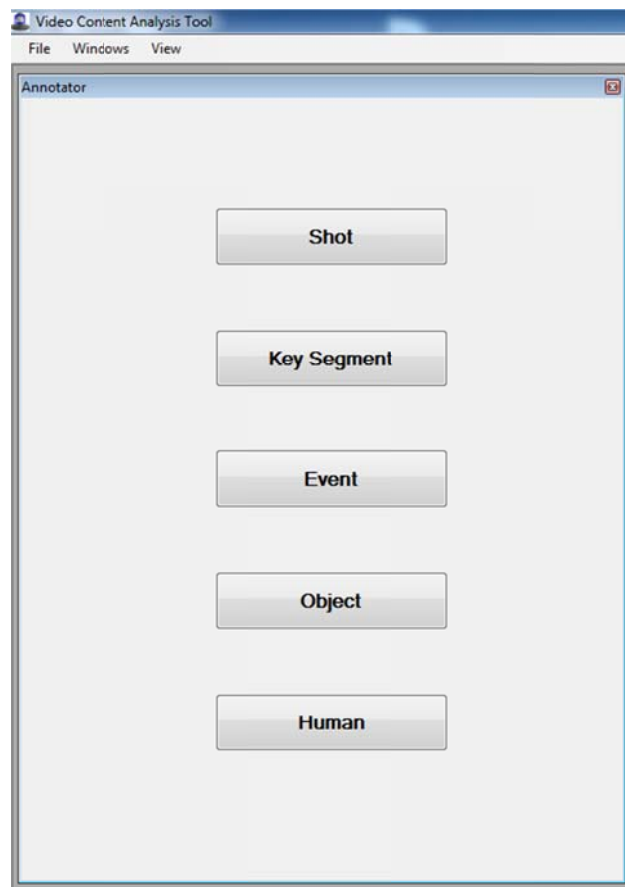 Video Content Analysis Tool
File Windows View
Annotator
Shot
Key Segment
Event
Object
Human